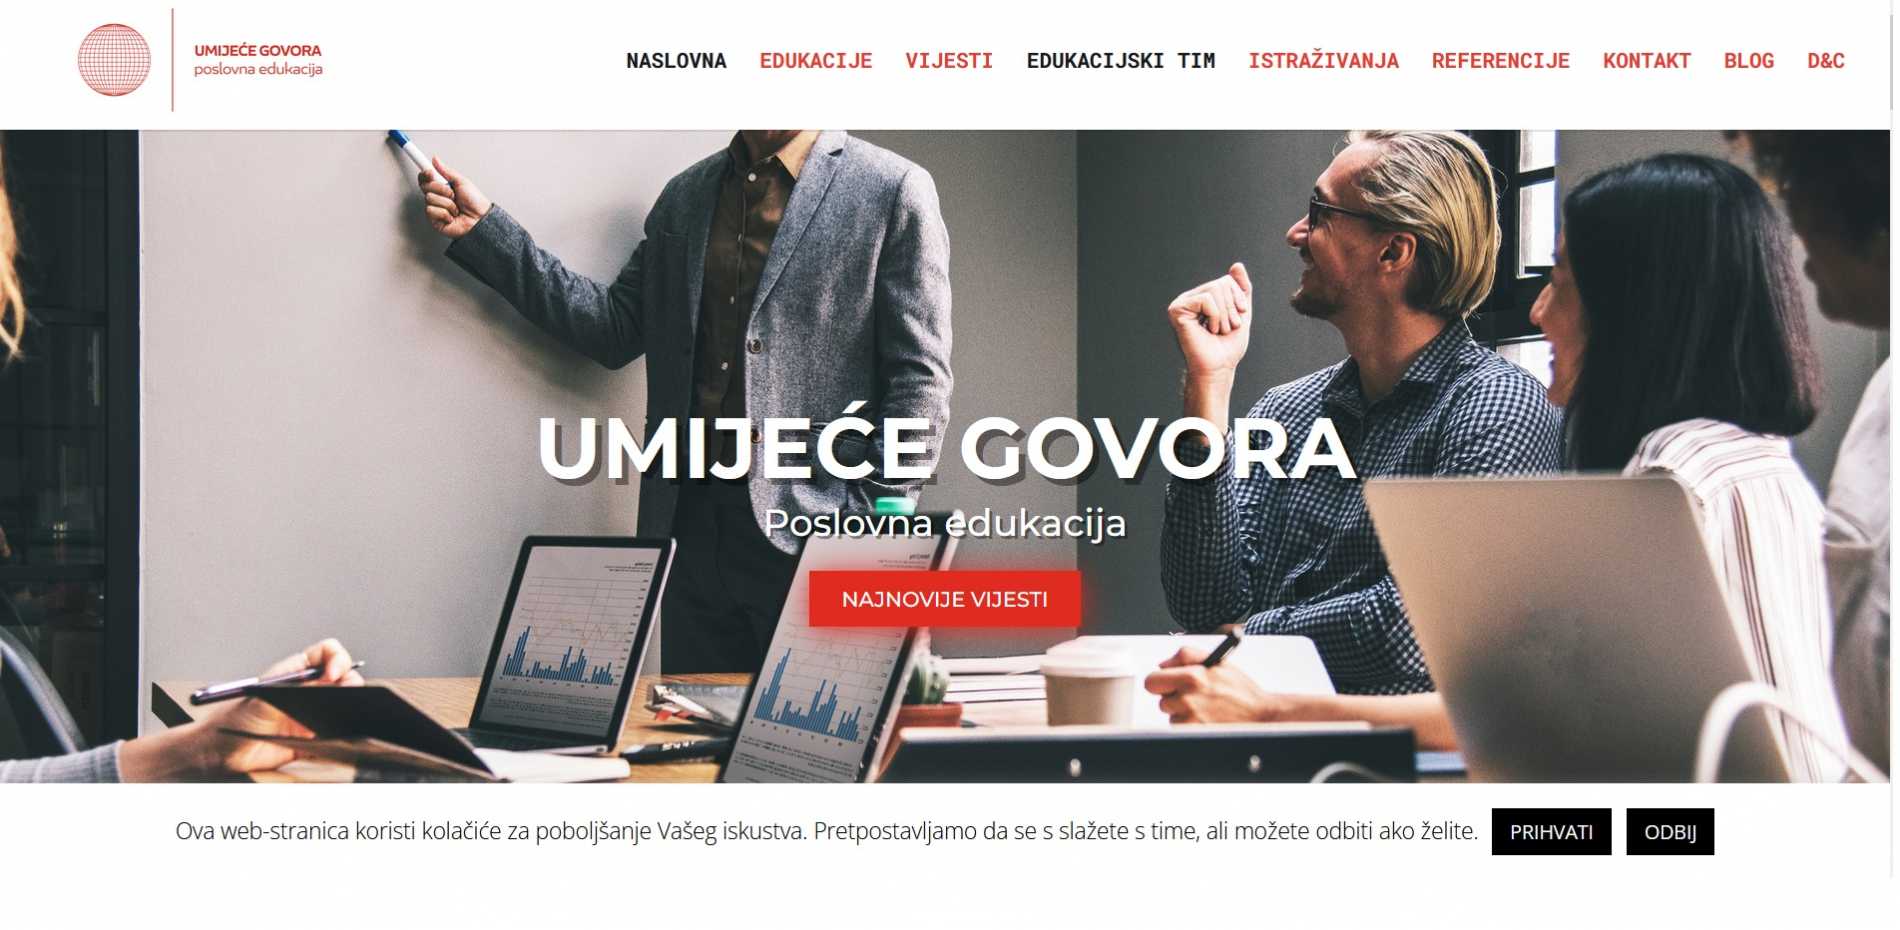 UMIJEĆE GOVORA
poslovna edukacija
NASLOVNA EDUKACIJE VIJESTI EDUKACIJSKI TIM ISTRAŽIVANJA REFERENCIJE KONTAKT BLOG D&C
UMIJEĆE GOVORA
Poslovna edukacija
NAJNOVIJE VIJESTI
Ova web-stranica koristi kolačiće za poboljšanje Vašeg iskustva. Pretpostavljamo da se s slažete s time, ali možete odbiti ako želite. PRIHVATI ODBIJ